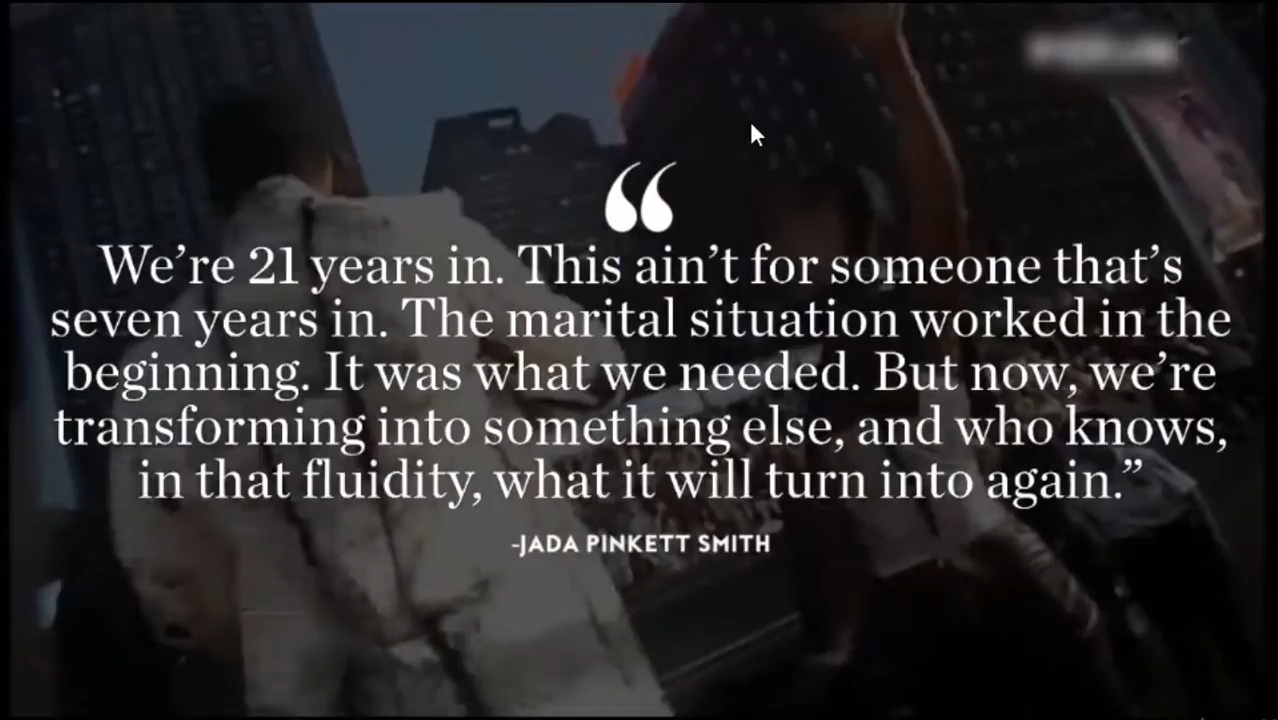 “
We’re 21 years in. This ain’t for someone that’s
seven years in. The marital situation worked in the
beginning. It was what we needed. But now, we’re
transforming into something else, and who knows,
in that fluidity, what it will turn into again.”
-JADA PINKETT SMITH